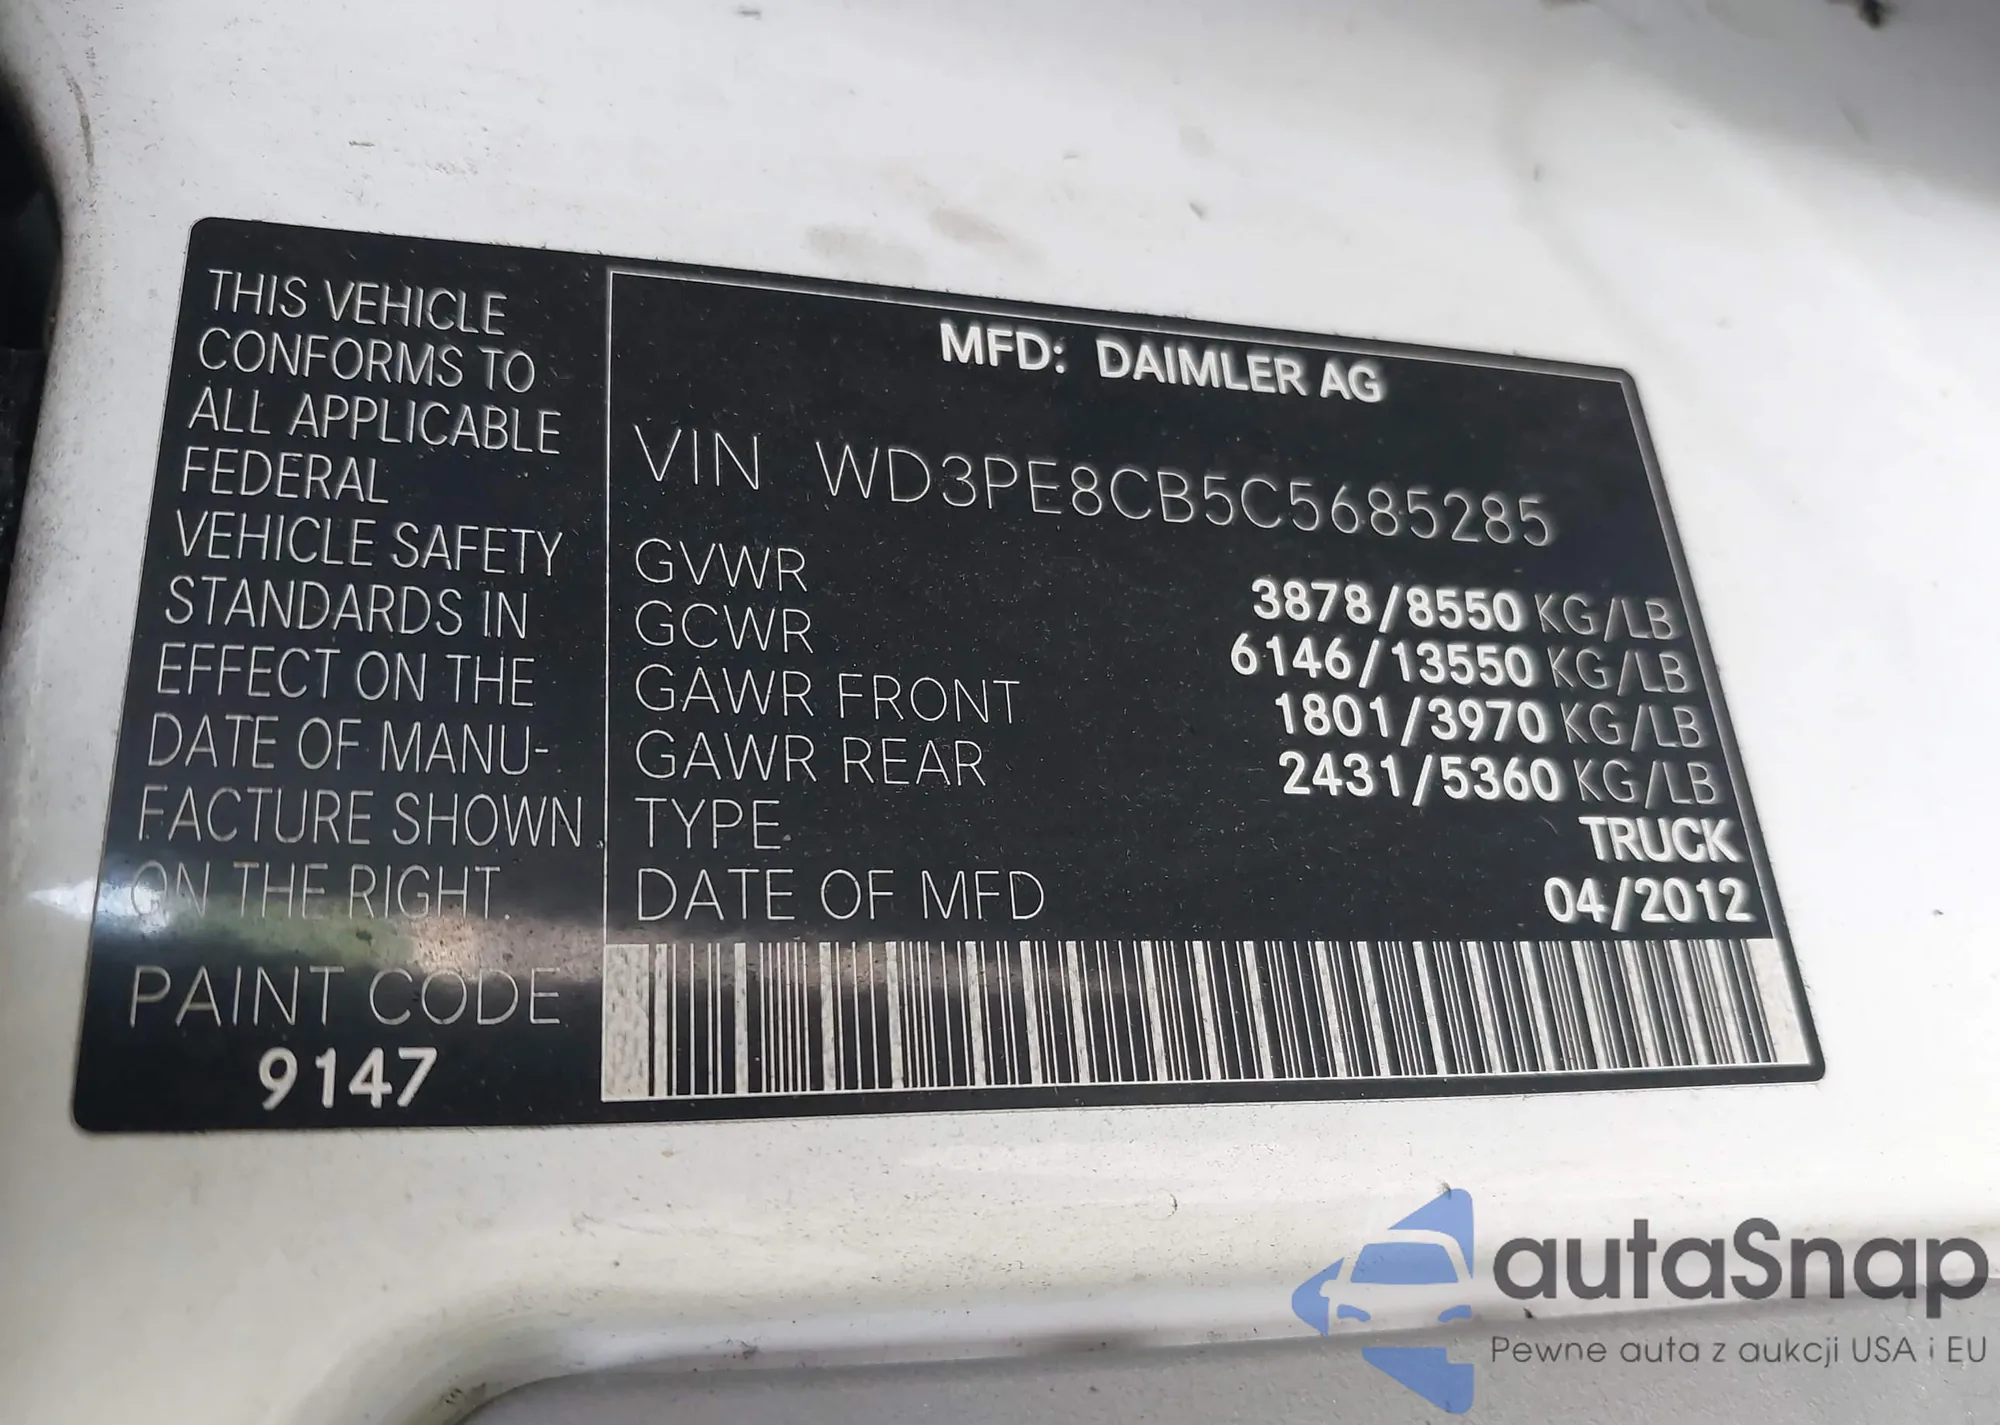 THIS VEHICLE
CONFORMS TO
ALL APPLICABLE
FEDERAL
VEHICLE SAFETY
STANDARDS IN
EFFECT ON THE
DATE OF MANU-
FACTURE SHOWN
ON THE RIGHT.
PAINT CODE
9147
MFD: DAIMLER AG
VIN WD3PE8CB5C5685285
GVWR 3878/8550 KG/LB
GCWR 6146/13550 KG/LB
GAWR FRONT 1801/3970 KG/LB
GAWR REAR 2431/5360 KG/LB
TYPE TRUCK
DATE OF MFD 04/2012
autaSnap
Pewne auta z aukcji USA i EU